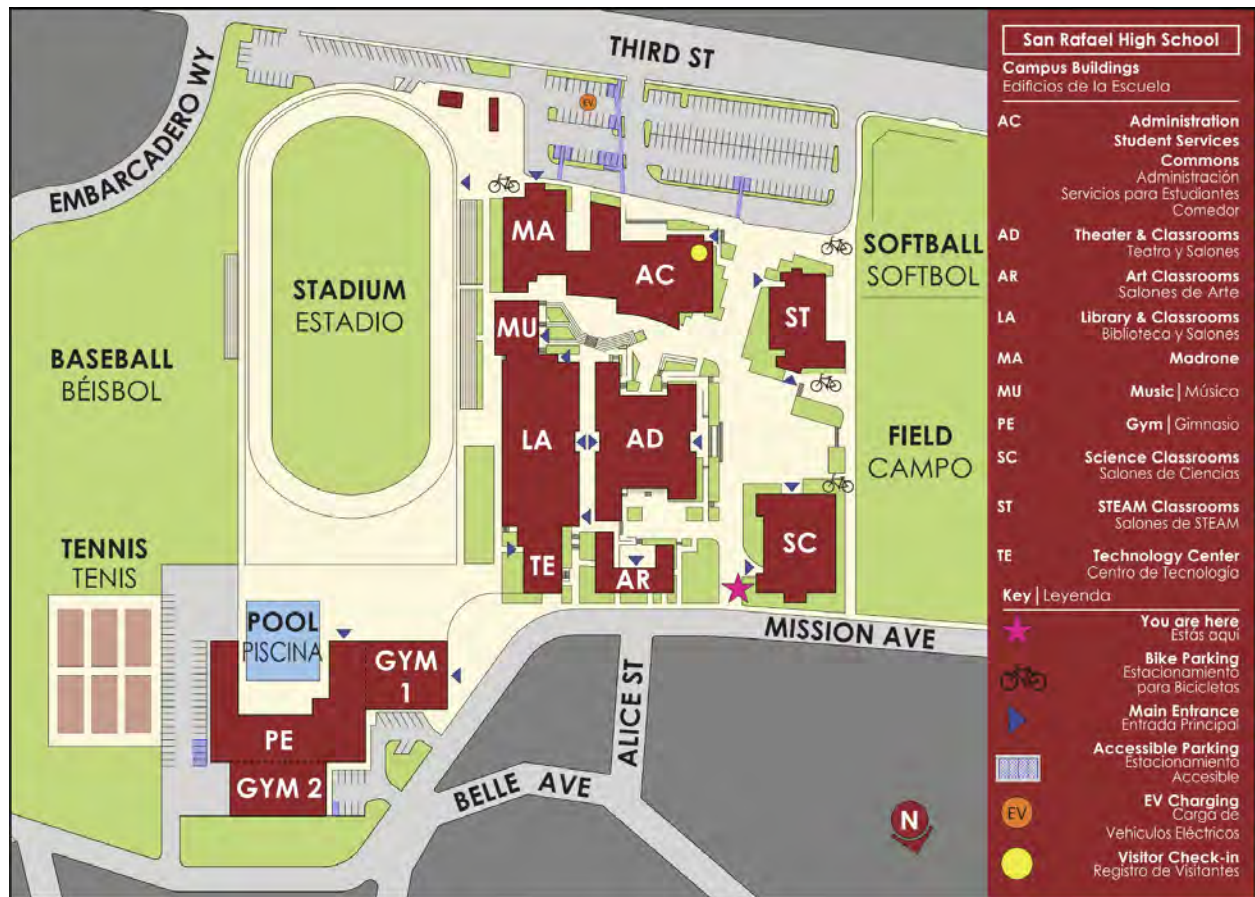 THIRD ST
EMBARCADERO WY
EV
MA
AC
SOFTBALL
SOFTBOL
STADIUM
ESTADIO
ST
MU
BASEBALL
BÉISBOL
LA
AD
FIELD
CAMPO
TENNIS
TENIS
SC
TE
AR
POOL
PISCINA
MISSION AVE
GYM
1
ALICE ST
PE
GYM 2
BELLE AVE
N
San Rafael High School
Campus Buildings
Edificios de la Escuela
AC Administration
Student Services
Commons
Administración
Servicios para Estudiantes
Comedor
AD Theater & Classrooms
Teatro y Salones
AR Art Classrooms
Salones de Arte
LA Library & Classrooms
Biblioteca y Salones
MA Madrone
MU Music | Música
PE Gym | Gimnasio
SC Science Classrooms
Salones de Ciencias
ST STEAM Classrooms
Salones de STEAM
TE Technology Center
Centro de Tecnología
Key | Leyenda
You are here
Estás aquí
Bike Parking
Estacionamiento
para Bicicletas
Main Entrance
Entrada Principal
Accessible Parking
Estacionamiento
Accesible
EV EV Charging
Carga de
Vehículos Eléctricos
Visitor Check-in
Registro de Visitantes